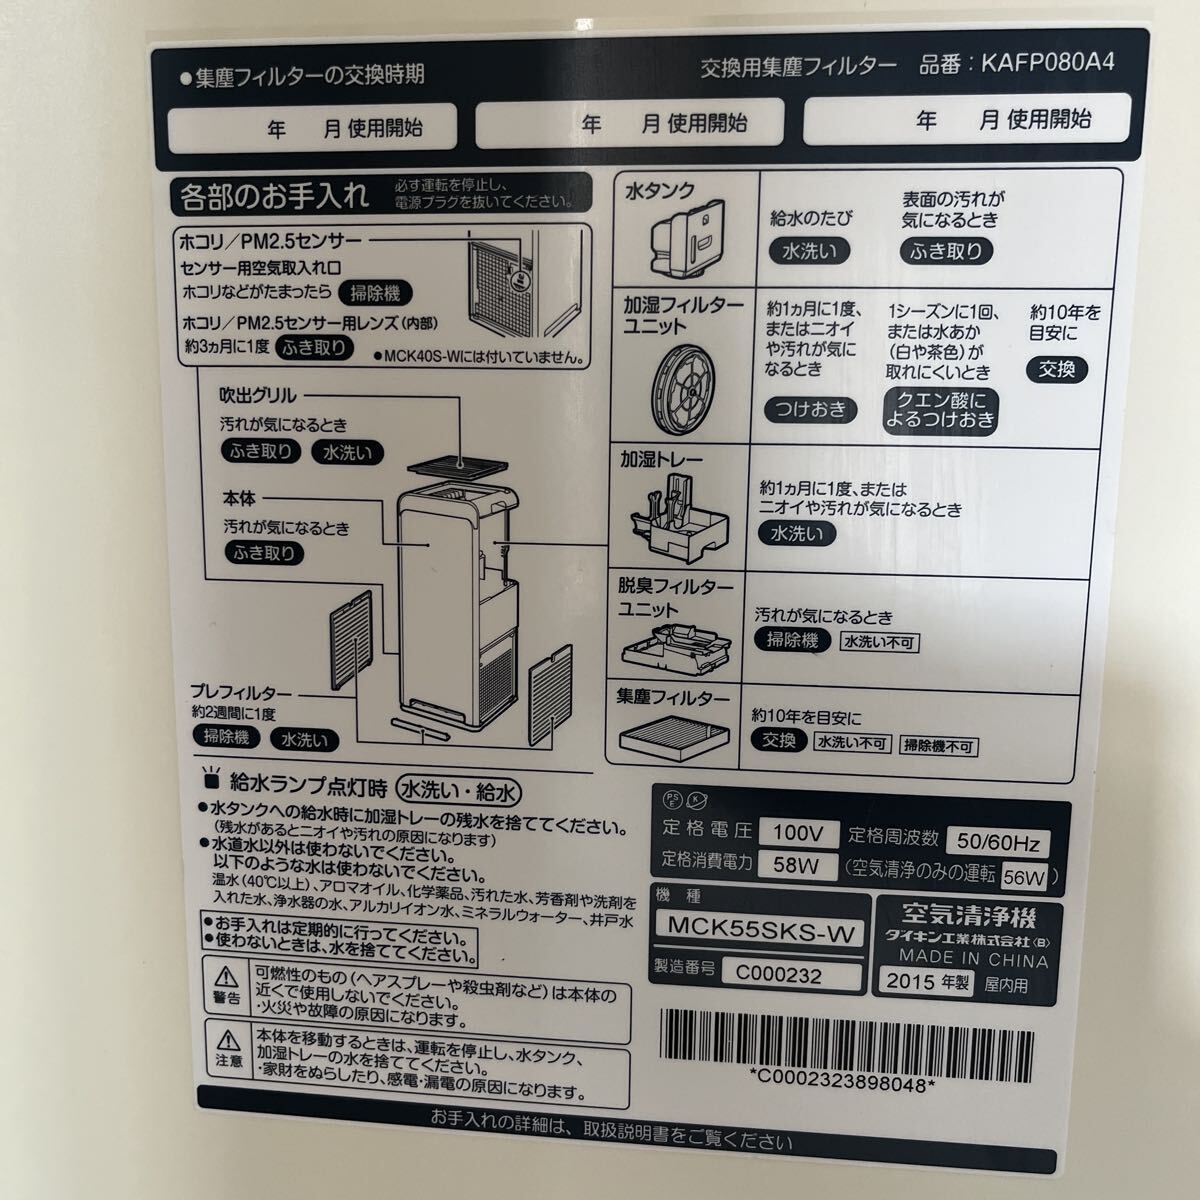 ●集塵フィルターの交換時期
交換用集塵フィルター 品番：KAFP080A4
年 月 使用開始
年 月 使用開始
年 月 使用開始
各部のお手入れ
必ず運転を停止し、
電源プラグを抜いてください。
ホコリ／PM2.5センサー
センサー用空気取入れ口
ホコリなどがたまったら 掃除機
ホコリ／PM2.5センサー用レンズ（内部）
約3ヵ月に1度 ふき取り
●MCK40S-Wには付いていません。
吹出グリル
汚れが気になるとき
ふき取り 水洗い
本体
汚れが気になるとき
ふき取り
プレフィルター
約2週間に1度
掃除機 水洗い
水タンク
給水のたび
水洗い
表面の汚れが
気になるとき
ふき取り
加湿フィルター
ユニット
約1ヵ月に1度、
またはニオイ
や汚れが気に
なるとき
つけおき
1シーズンに1回、
または水あか
（白や茶色）が
取れにくいとき
クエン酸に
よるつけおき
約10年を
目安に
交換
加湿トレー
約1ヵ月に1度、または
ニオイや汚れが気になるとき
水洗い
脱臭フィルター
ユニット
汚れが気になるとき
掃除機 水洗い不可
集塵フィルター
約10年を目安に
交換 水洗い不可 掃除機不可
給水ランプ点灯時 水洗い・給水
●水タンクへの給水時に加湿トレーの残水を捨ててください。
（残水があるとニオイや汚れの原因になります）
●水道水以外は使わないでください。
以下のような水は使わないでください。
温水（40℃以上）、アロマオイル、化学薬品、汚れた水、芳香剤や洗剤を
入れた水、浄水器の水、アルカリイオン水、ミネラルウォーター、井戸水
●お手入れは定期的に行ってください。
●使わないときは、水を捨ててください。
警告
可燃性のもの（ヘアスプレーや殺虫剤など）は本体の
近くで使用しないでください。
・火災や故障の原因になります。
注意
本体を移動するときは、運転を停止し、水タンク、
加湿トレーの水を捨ててください。
・家財をぬらしたり、感電・漏電の原因になります。
PSE
定格電圧 100V 定格周波数 50/60Hz
定格消費電力 58W （空気清浄のみの運転 56W）
機種
MCK55SKS-W
製造番号 C000232
空気清浄機
ダイキン工業株式会社〈B〉
MADE IN CHINA
2015 年製 屋内用
*C0002323898048*
お手入れの詳細は、取扱説明書をご覧ください